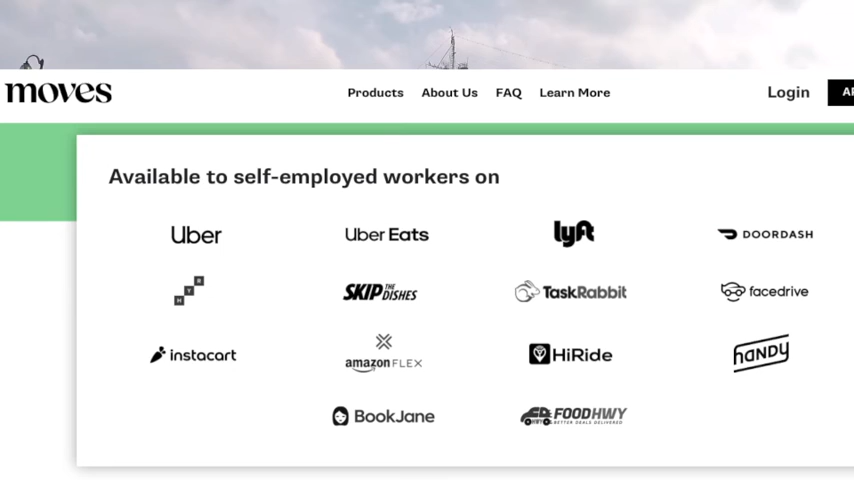 moves
Products About Us FAQ Learn More Login
Available to self-employed workers on
Uber Uber Eats lyft DOORDASH
HYR SKIP THE DISHES TaskRabbit facedrive
instacart amazon FLEX HiRide HANDY
BookJane FOODHWY
BETTER DEALS DELIVERED